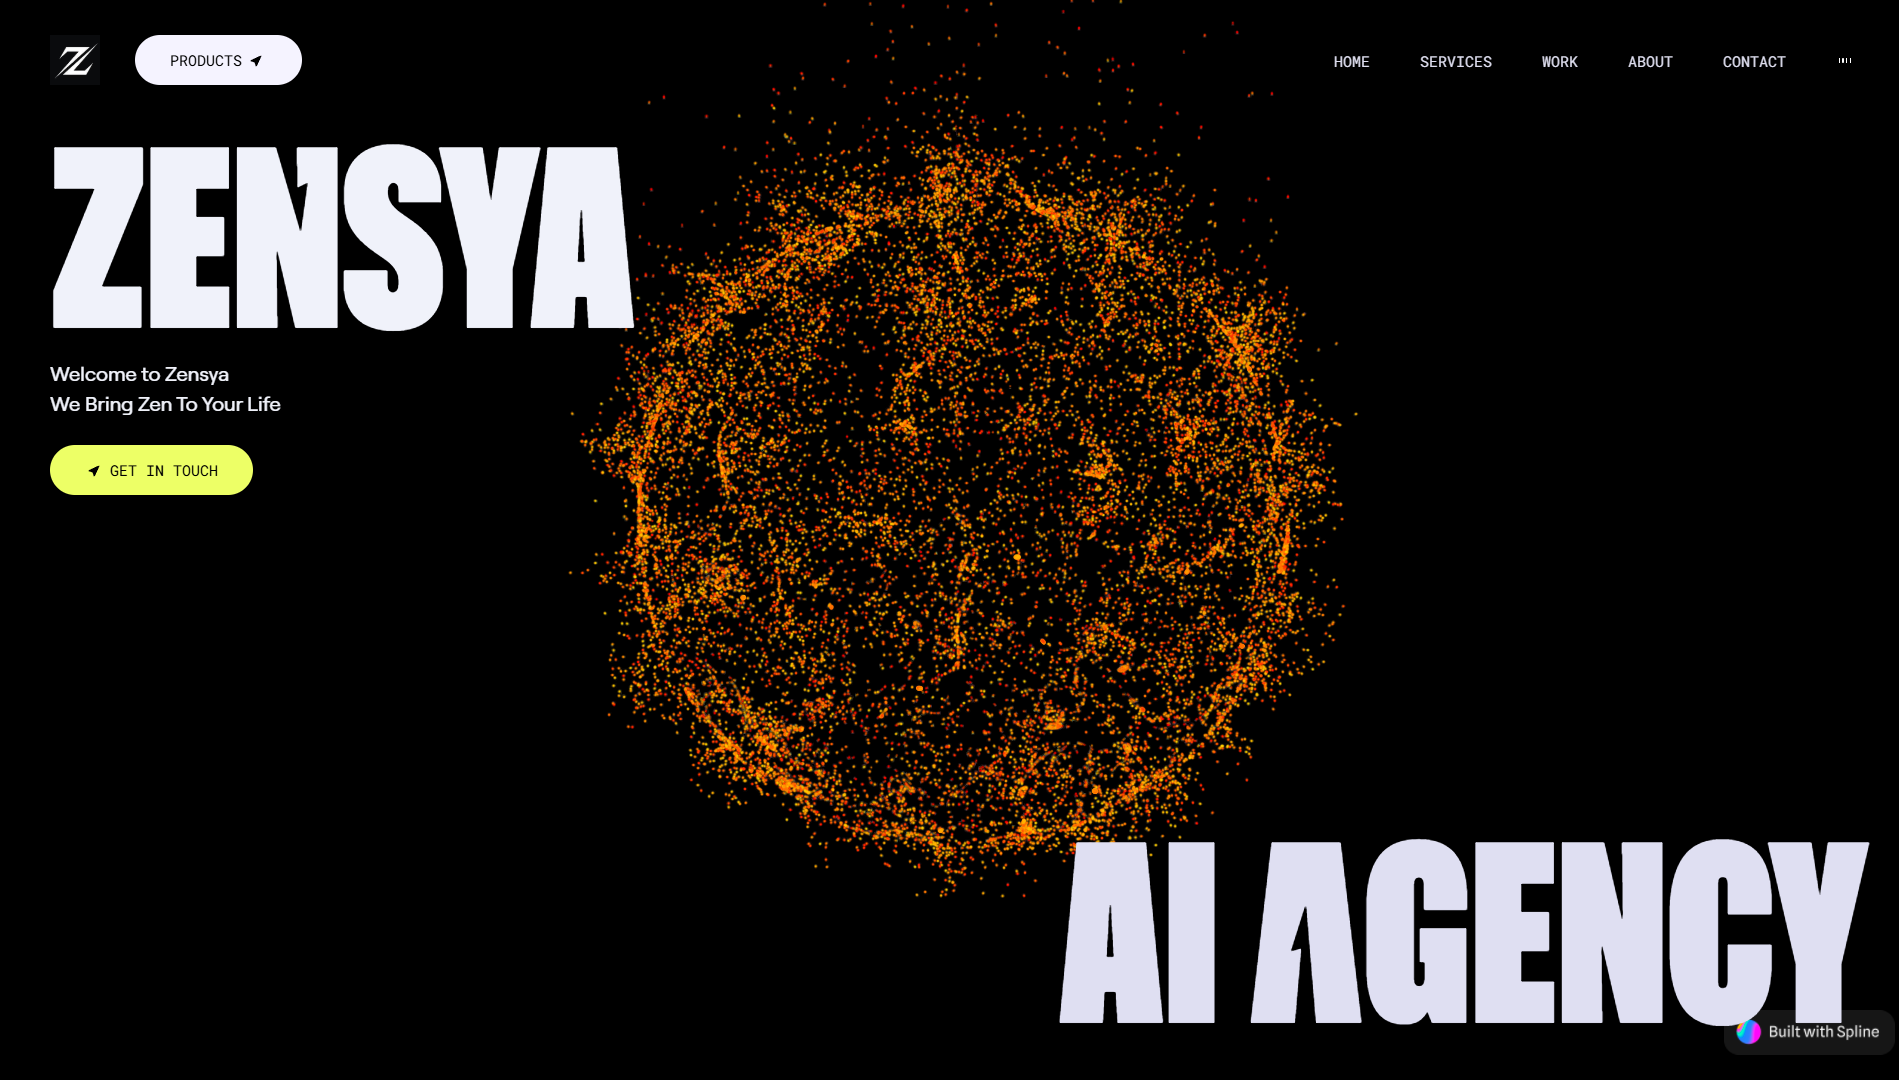 PRODUCTS
HOME
SERVICES
WORK
ABOUT
CONTACT
ZENSYA
Welcome to Zensya
We Bring Zen To Your Life
GET IN TOUCH
AI AGENCY
Built with Spline